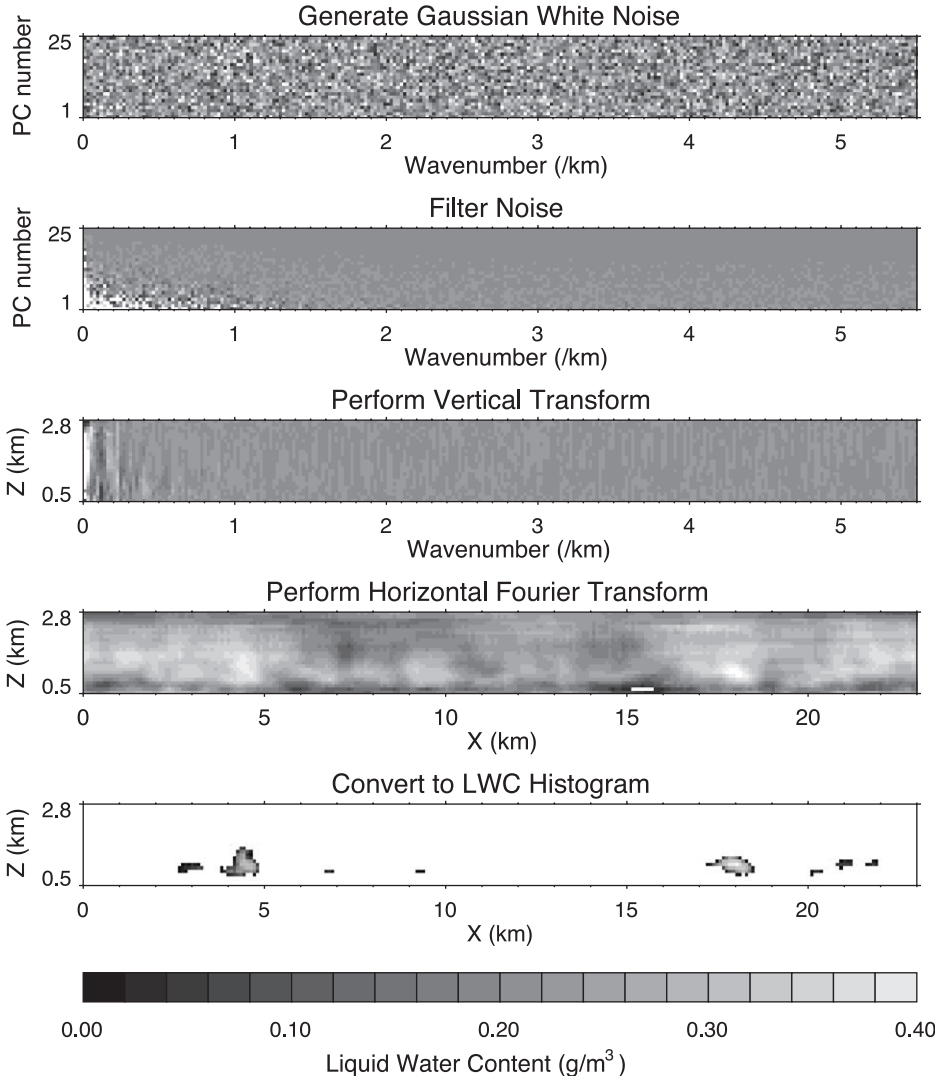 Generate Gaussian White Noise
PC number
25
1
0 1 2 3 4 5
Wavenumber (/km)
Filter Noise
PC number
25
1
0 1 2 3 4 5
Wavenumber (/km)
Perform Vertical Transform
Z (km)
2.8
0.5
0 1 2 3 4 5
Wavenumber (/km)
Perform Horizontal Fourier Transform
Z (km)
2.8
0.5
0 5 10 15 20
X (km)
Convert to LWC Histogram
Z (km)
2.8
0.5
0 5 10 15 20
X (km)
0.00 0.10 0.20 0.30 0.40
Liquid Water Content (g/m³)